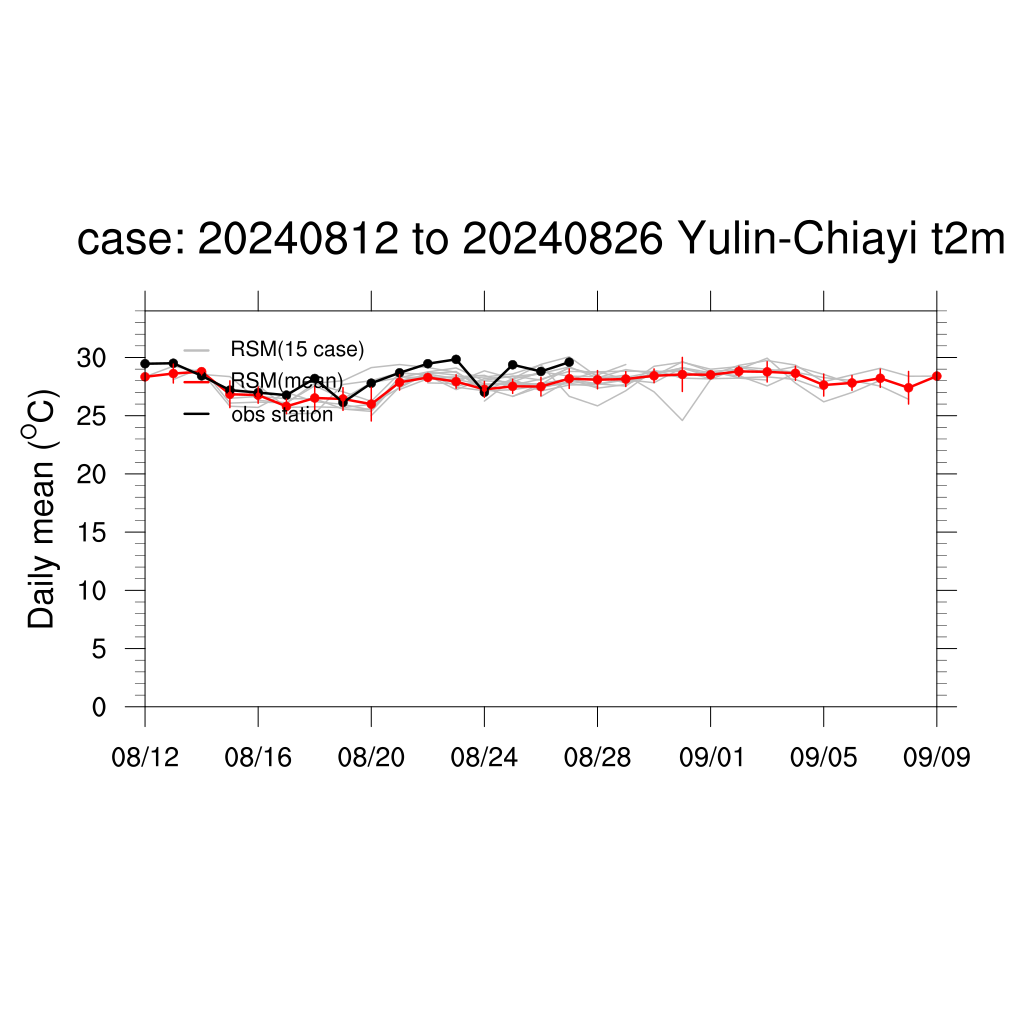 case: 20240812 to 20240826 Yulin-Chiayi t2m
Daily mean (°C)
30
25
20
15
10
5
0
RSM(15 case)
RSM(mean)
obs station
08/12 08/16 08/20 08/24 08/28 09/01 09/05 09/09